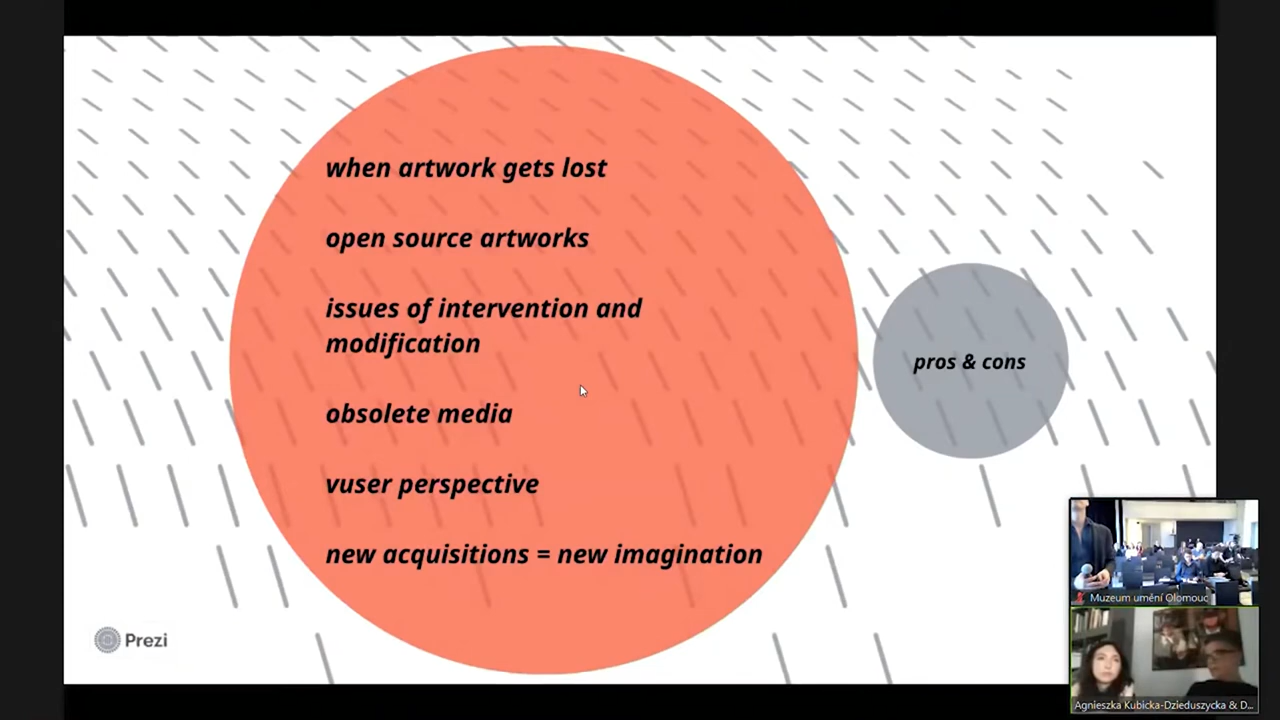 when artwork gets lost
open source artworks
issues of intervention and
modification
obsolete media
vuser perspective
new acquisitions = new imagination
pros & cons
Prezi
Muzeum umění Olomouc
Agnieszka Kubicka-Dzieduszycka & D...